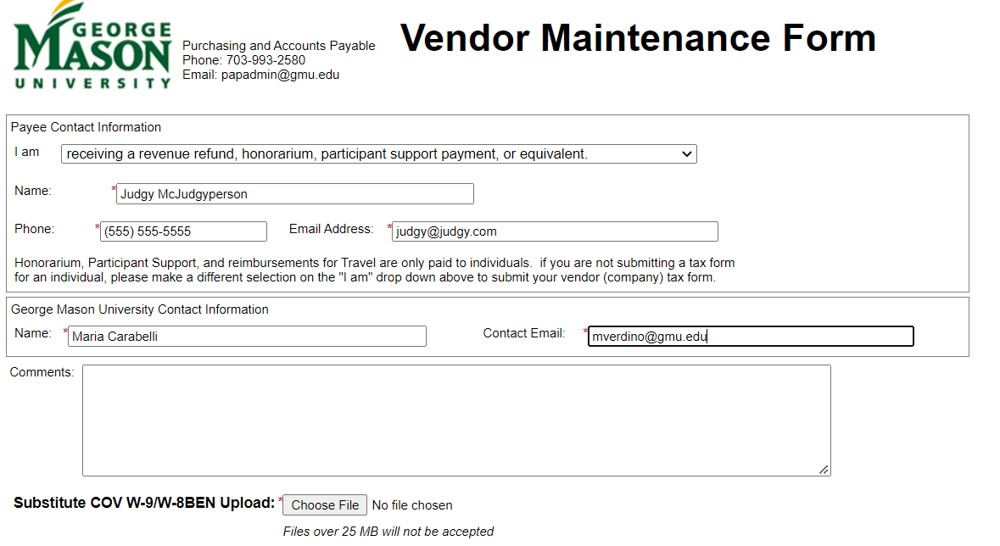 GEORGE
MASON
UNIVERSITY
Purchasing and Accounts Payable
Phone: 703-993-2580
Email: papadmin@gmu.edu
Vendor Maintenance Form
Payee Contact Information
I am receiving a revenue refund, honorarium, participant support payment, or equivalent.
Name: *Judgy McJudgyperson
Phone: *(555) 555-5555 Email Address: *judgy@judgy.com
Honorarium, Participant Support, and reimbursements for Travel are only paid to individuals. if you are not submitting a tax form
for an individual, please make a different selection on the "I am" drop down above to submit your vendor (company) tax form.
George Mason University Contact Information
Name: *Maria Carabelli Contact Email: *mverdino@gmu.edu
Comments:
Substitute COV W-9/W-8BEN Upload: *Choose File No file chosen
Files over 25 MB will not be accepted